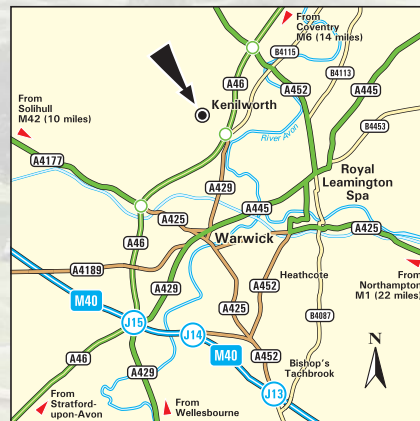 From
Coventry
M6 (14 miles)
B4115
B4113
A46
A452
A445
Kenilworth
From
Solihull
M42 (10 miles)
B4453
River Avon
A4177
Royal
Leamington
Spa
A429
A445
A425
A425
Warwick
A46
A4189
Heathcote
From
Northampton
M1 (22 miles)
A429
A452
M40
A425
B4087
J15
J14
N
M40
A452
A46
Bishop's
Tachbrook
A429
J13
From
Stratford-
upon-Avon
From
Wellesbourne